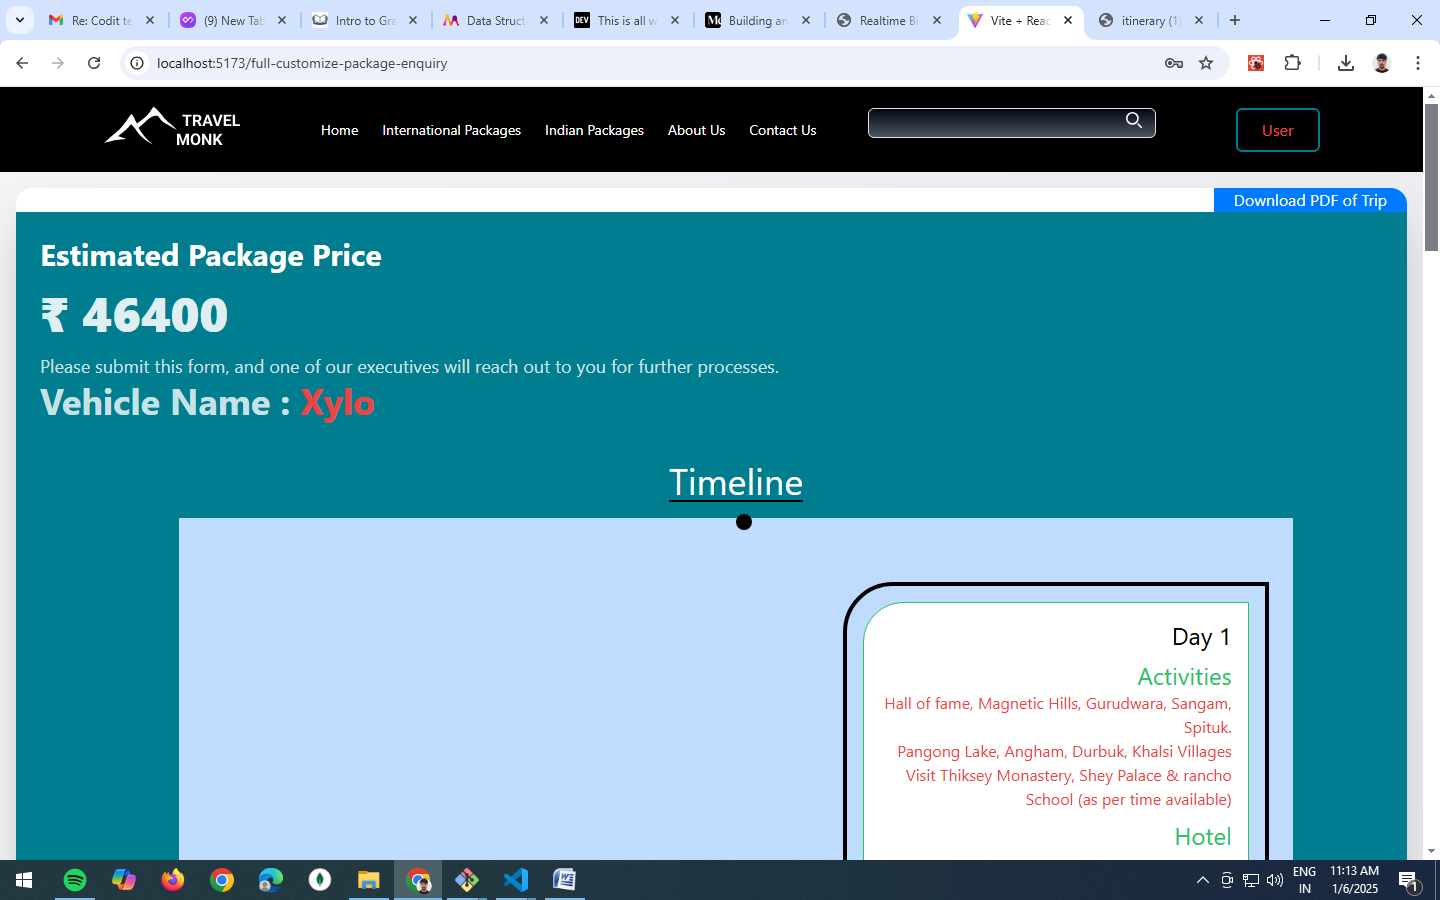 Re: Codit te
(9) New Tab
Intro to Gra
Data Struct
This is all w
Building an
Realtime Bi
Vite + Reac
itinerary (1)
localhost:5173/full-customize-package-enquiry
TRAVEL
MONK
Home
International Packages
Indian Packages
About Us
Contact Us
User
Download PDF of Trip
Estimated Package Price
₹ 46400
Please submit this form, and one of our executives will reach out to you for further processes.
Vehicle Name : Xylo
Timeline
Day 1
Activities
Hall of fame, Magnetic Hills, Gurudwara, Sangam,
Spituk.
Pangong Lake, Angham, Durbuk, Khalsi Villages
Visit Thiksey Monastery, Shey Palace & rancho
School (as per time available)
Hotel
ENG
IN
11:13 AM
1/6/2025
1